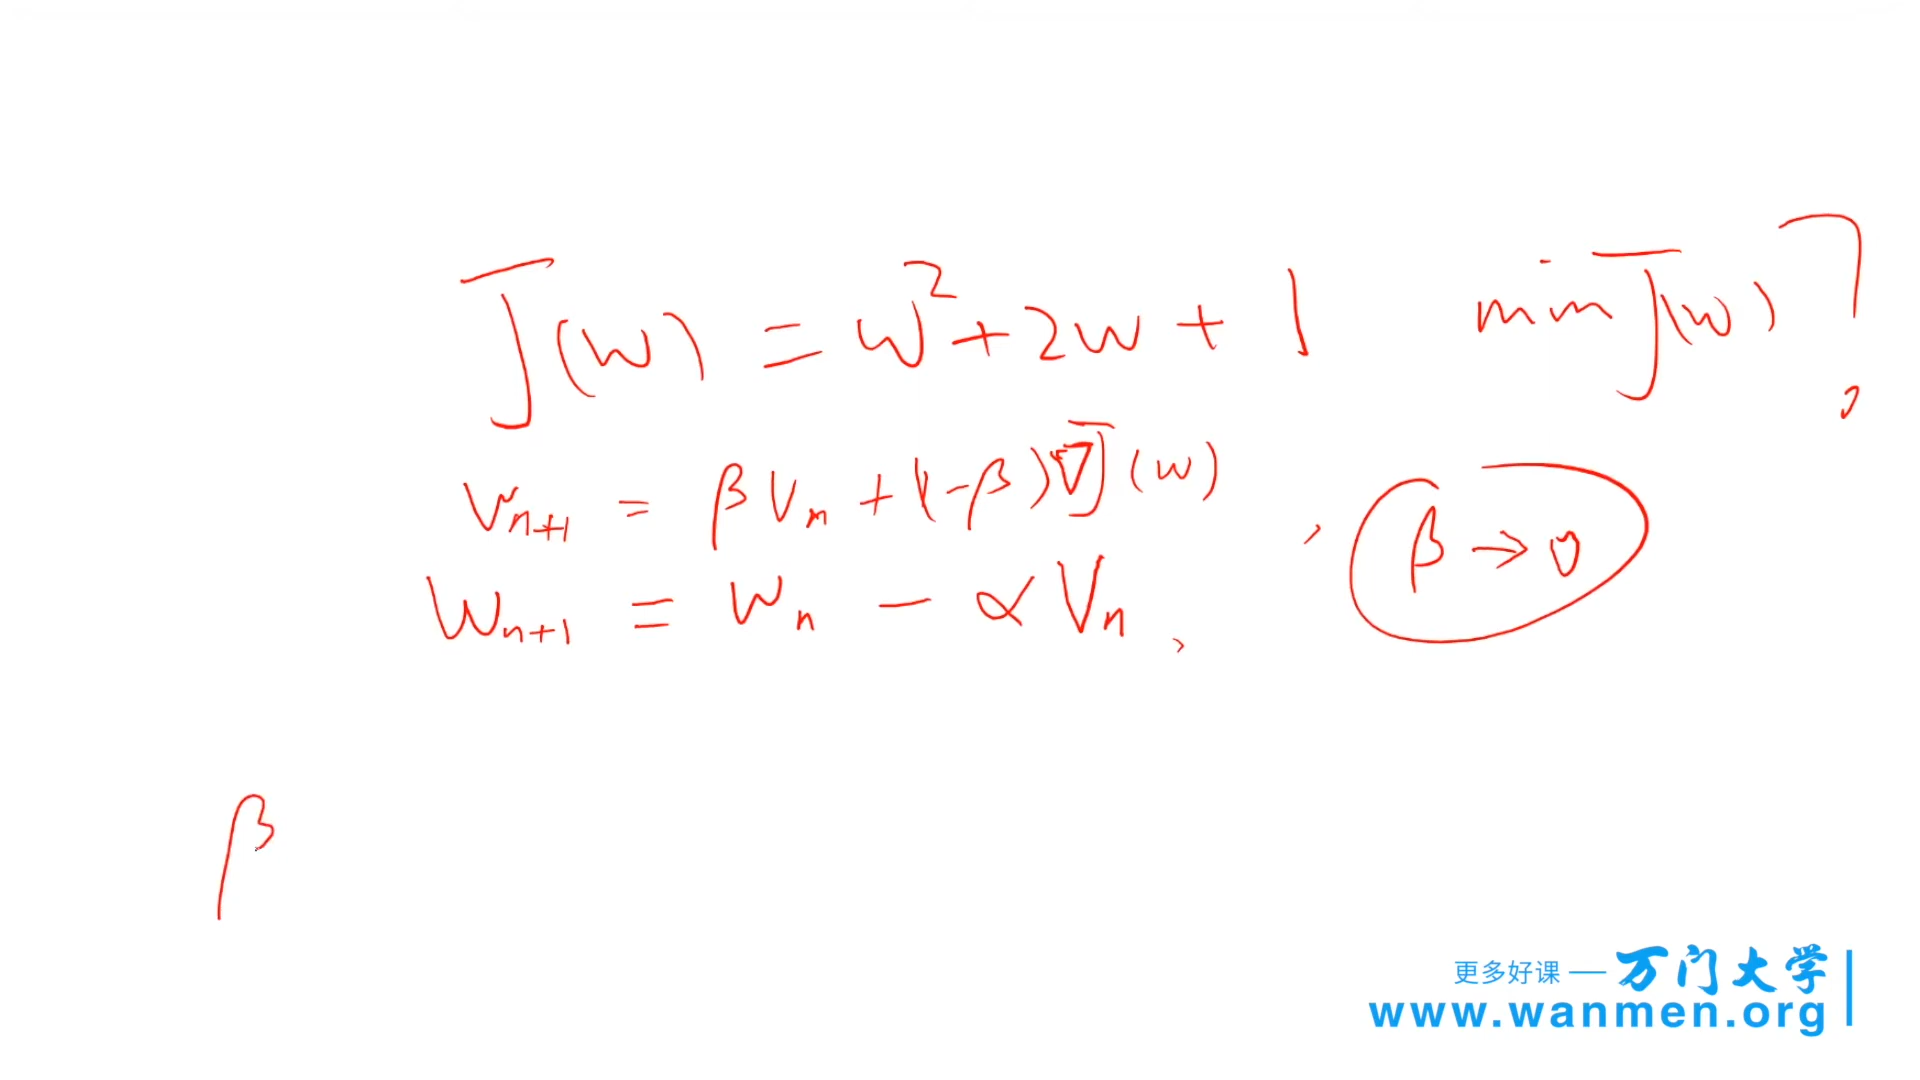 J(w) = w² + 2w + 1 min J(w) ?
V_{n+1} = βV_n + (1-β)∇J(w) , β → 0
W_{n+1} = W_n - αV_n ,
β
更多好课 — 万门大学
www.wanmen.org